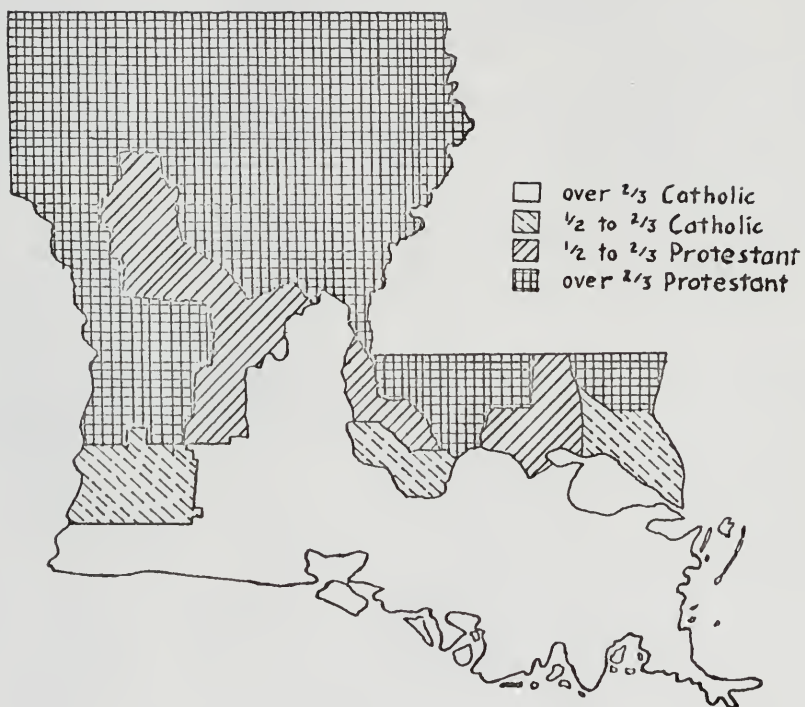 over 2/3 Catholic
1/2 to 2/3 Catholic
1/2 to 2/3 Protestant
over 2/3 Protestant